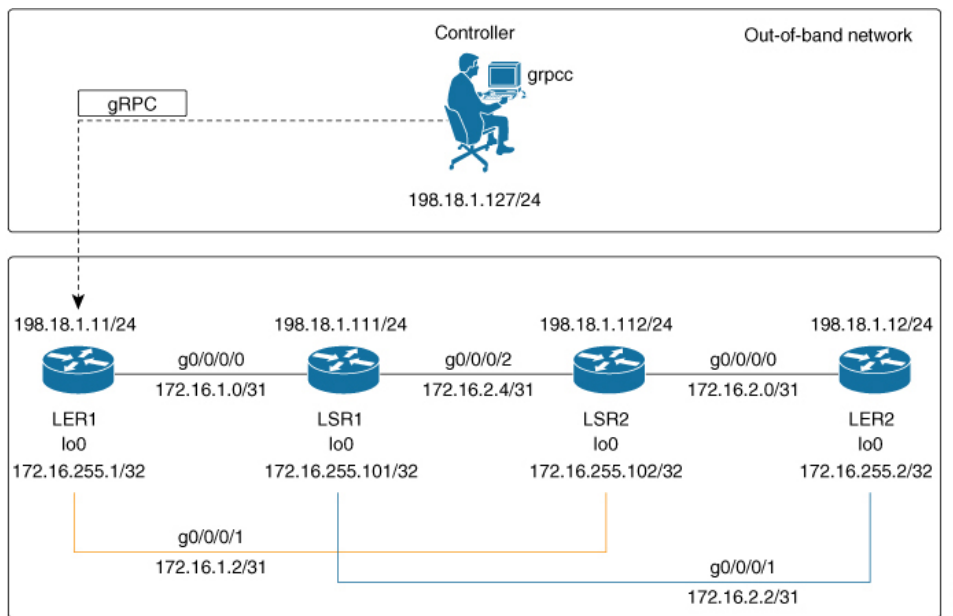 Controller
Out-of-band network
grpcc
gRPC
198.18.1.127/24
198.18.1.11/24
198.18.1.111/24
198.18.1.112/24
198.18.1.12/24
g0/0/0/0
g0/0/0/2
g0/0/0/0
172.16.1.0/31
172.16.2.4/31
172.16.2.0/31
LER1
LSR1
LSR2
LER2
lo0
lo0
lo0
lo0
172.16.255.1/32
172.16.255.101/32
172.16.255.102/32
172.16.255.2/32
g0/0/0/1
172.16.1.2/31
g0/0/0/1
172.16.2.2/31